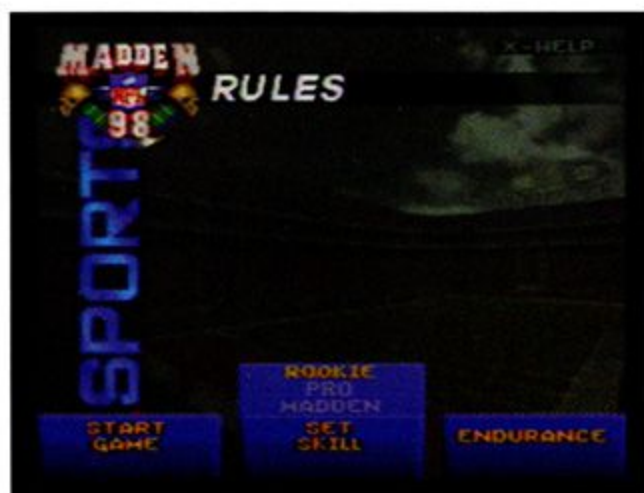 X-HELP
MADDEN
98
RULES
SPORTS
ROOKIE
PRO
MADDEN
START
GAME
SET
SKILL
ENDURANCE